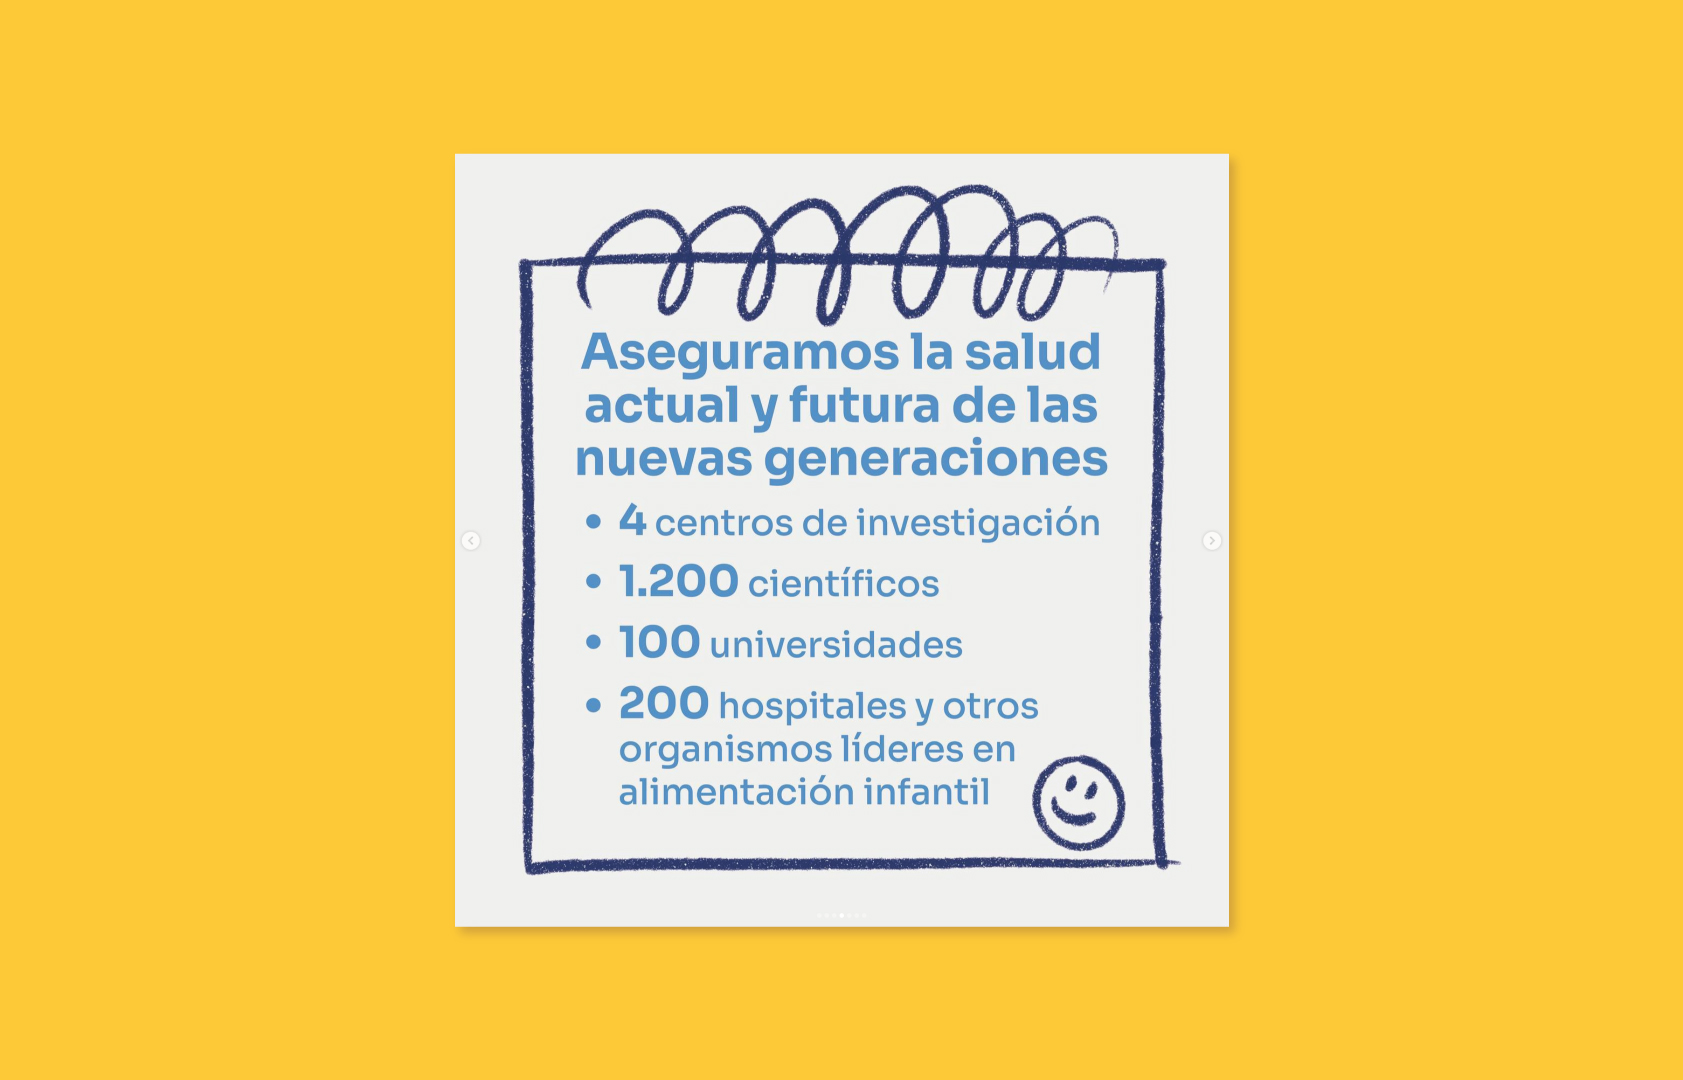 Aseguramos la salud
actual y futura de las
nuevas generaciones
• 4 centros de investigación
• 1.200 científicos
• 100 universidades
• 200 hospitales y otros
organismos líderes en
alimentación infantil